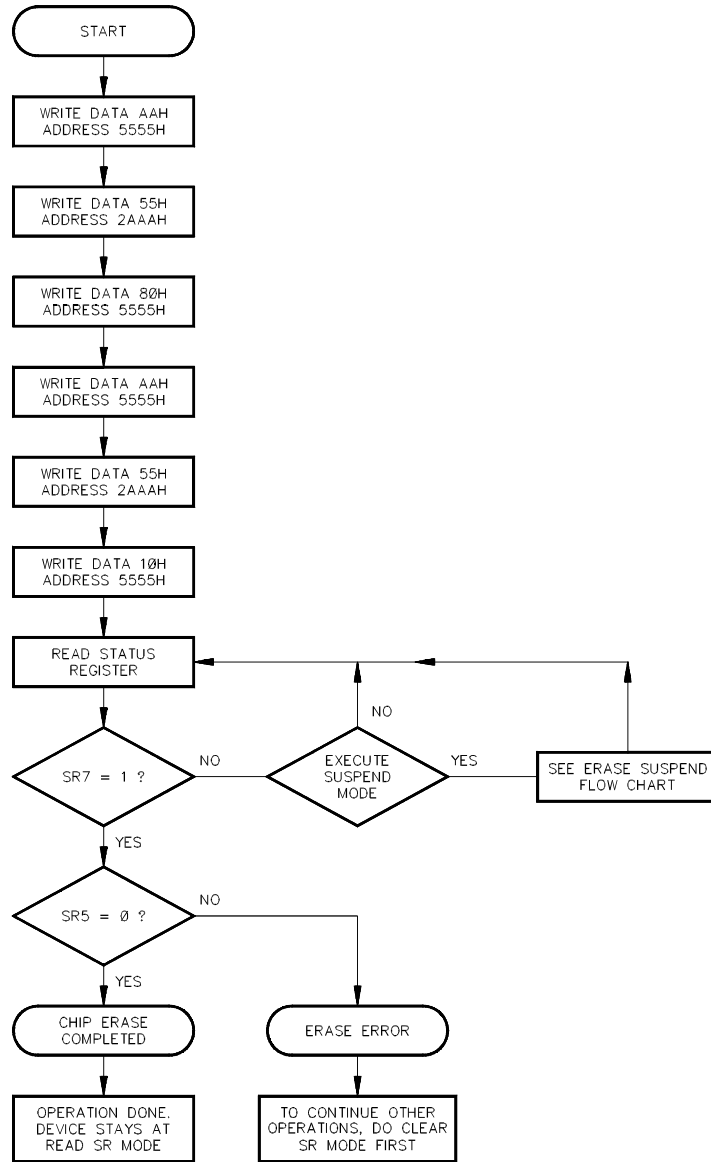 START
WRITE DATA AAH
ADDRESS 5555H
WRITE DATA 55H
ADDRESS 2AAAH
WRITE DATA 80H
ADDRESS 5555H
WRITE DATA AAH
ADDRESS 5555H
WRITE DATA 55H
ADDRESS 2AAAH
WRITE DATA 10H
ADDRESS 5555H
READ STATUS
REGISTER
NO
SR7 = 1 ?
NO
EXECUTE
SUSPEND
MODE
YES
SEE ERASE SUSPEND
FLOW CHART
YES
SR5 = 0 ?
NO
YES
CHIP ERASE
COMPLETED
ERASE ERROR
OPERATION DONE.
DEVICE STAYS AT
READ SR MODE
TO CONTINUE OTHER
OPERATIONS, DO CLEAR
SR MODE FIRST